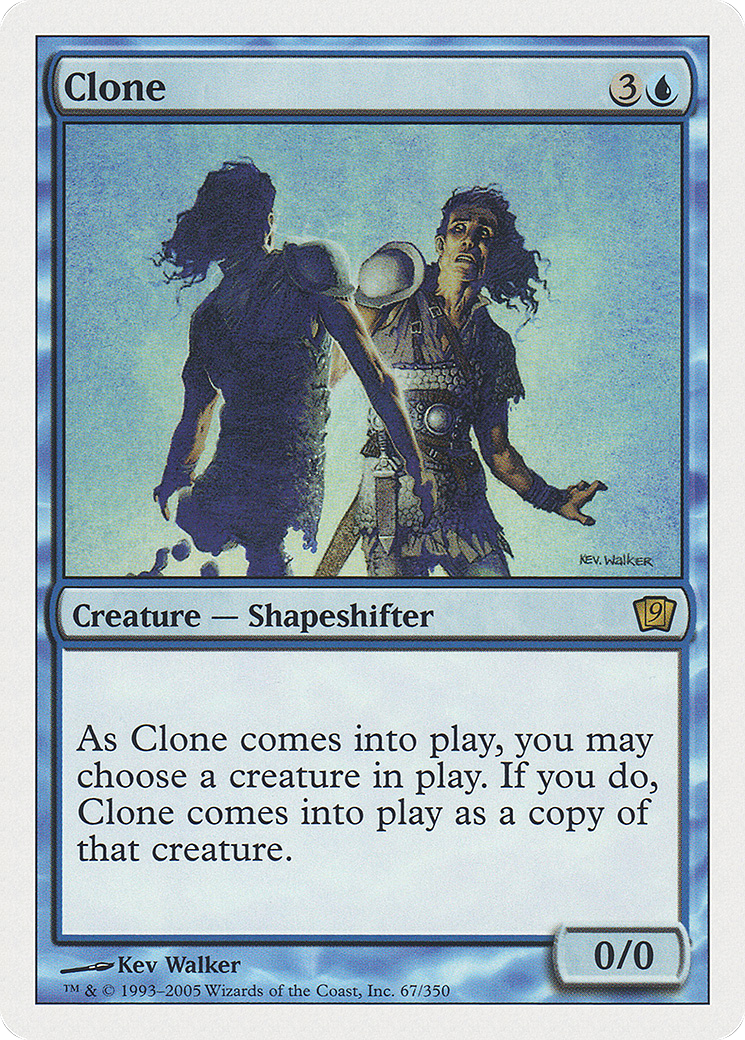 Clone 3
KEV. WALKER
Creature — Shapeshifter 9
As Clone comes into play, you may
choose a creature in play. If you do,
Clone comes into play as a copy of
that creature.
0/0
Kev Walker
™ & © 1993–2005 Wizards of the Coast, Inc. 67/350